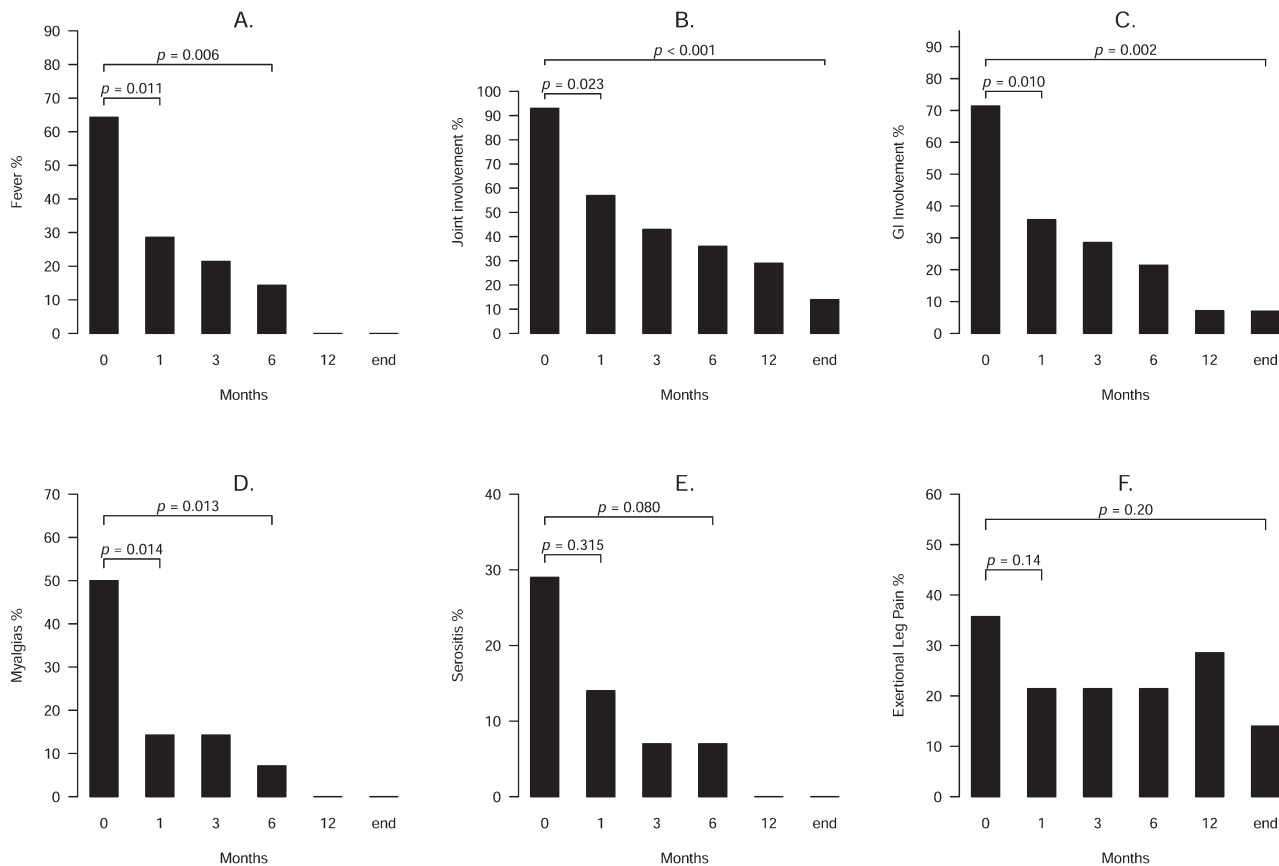 A.
90
80
70
60
50
40
30
20
10
0
Fever %
p = 0.006
p = 0.011
0 1 3 6 12 end
Months
B.
100
90
80
70
60
50
40
30
20
10
0
Joint involvement %
p < 0.001
p = 0.023
0 1 3 6 12 end
Months
C.
90
80
70
60
50
40
30
20
10
0
GI Involvement %
p = 0.002
p = 0.010
0 1 3 6 12 end
Months
D.
70
60
50
40
30
20
10
0
Myalgias %
p = 0.013
p = 0.014
0 1 3 6 12 end
Months
E.
40
30
20
10
0
Serositis %
p = 0.080
p = 0.315
0 1 3 6 12 end
Months
F.
60
50
40
30
20
10
0
Exertional Leg Pain %
p = 0.20
p = 0.14
0 1 3 6 12 end
Months